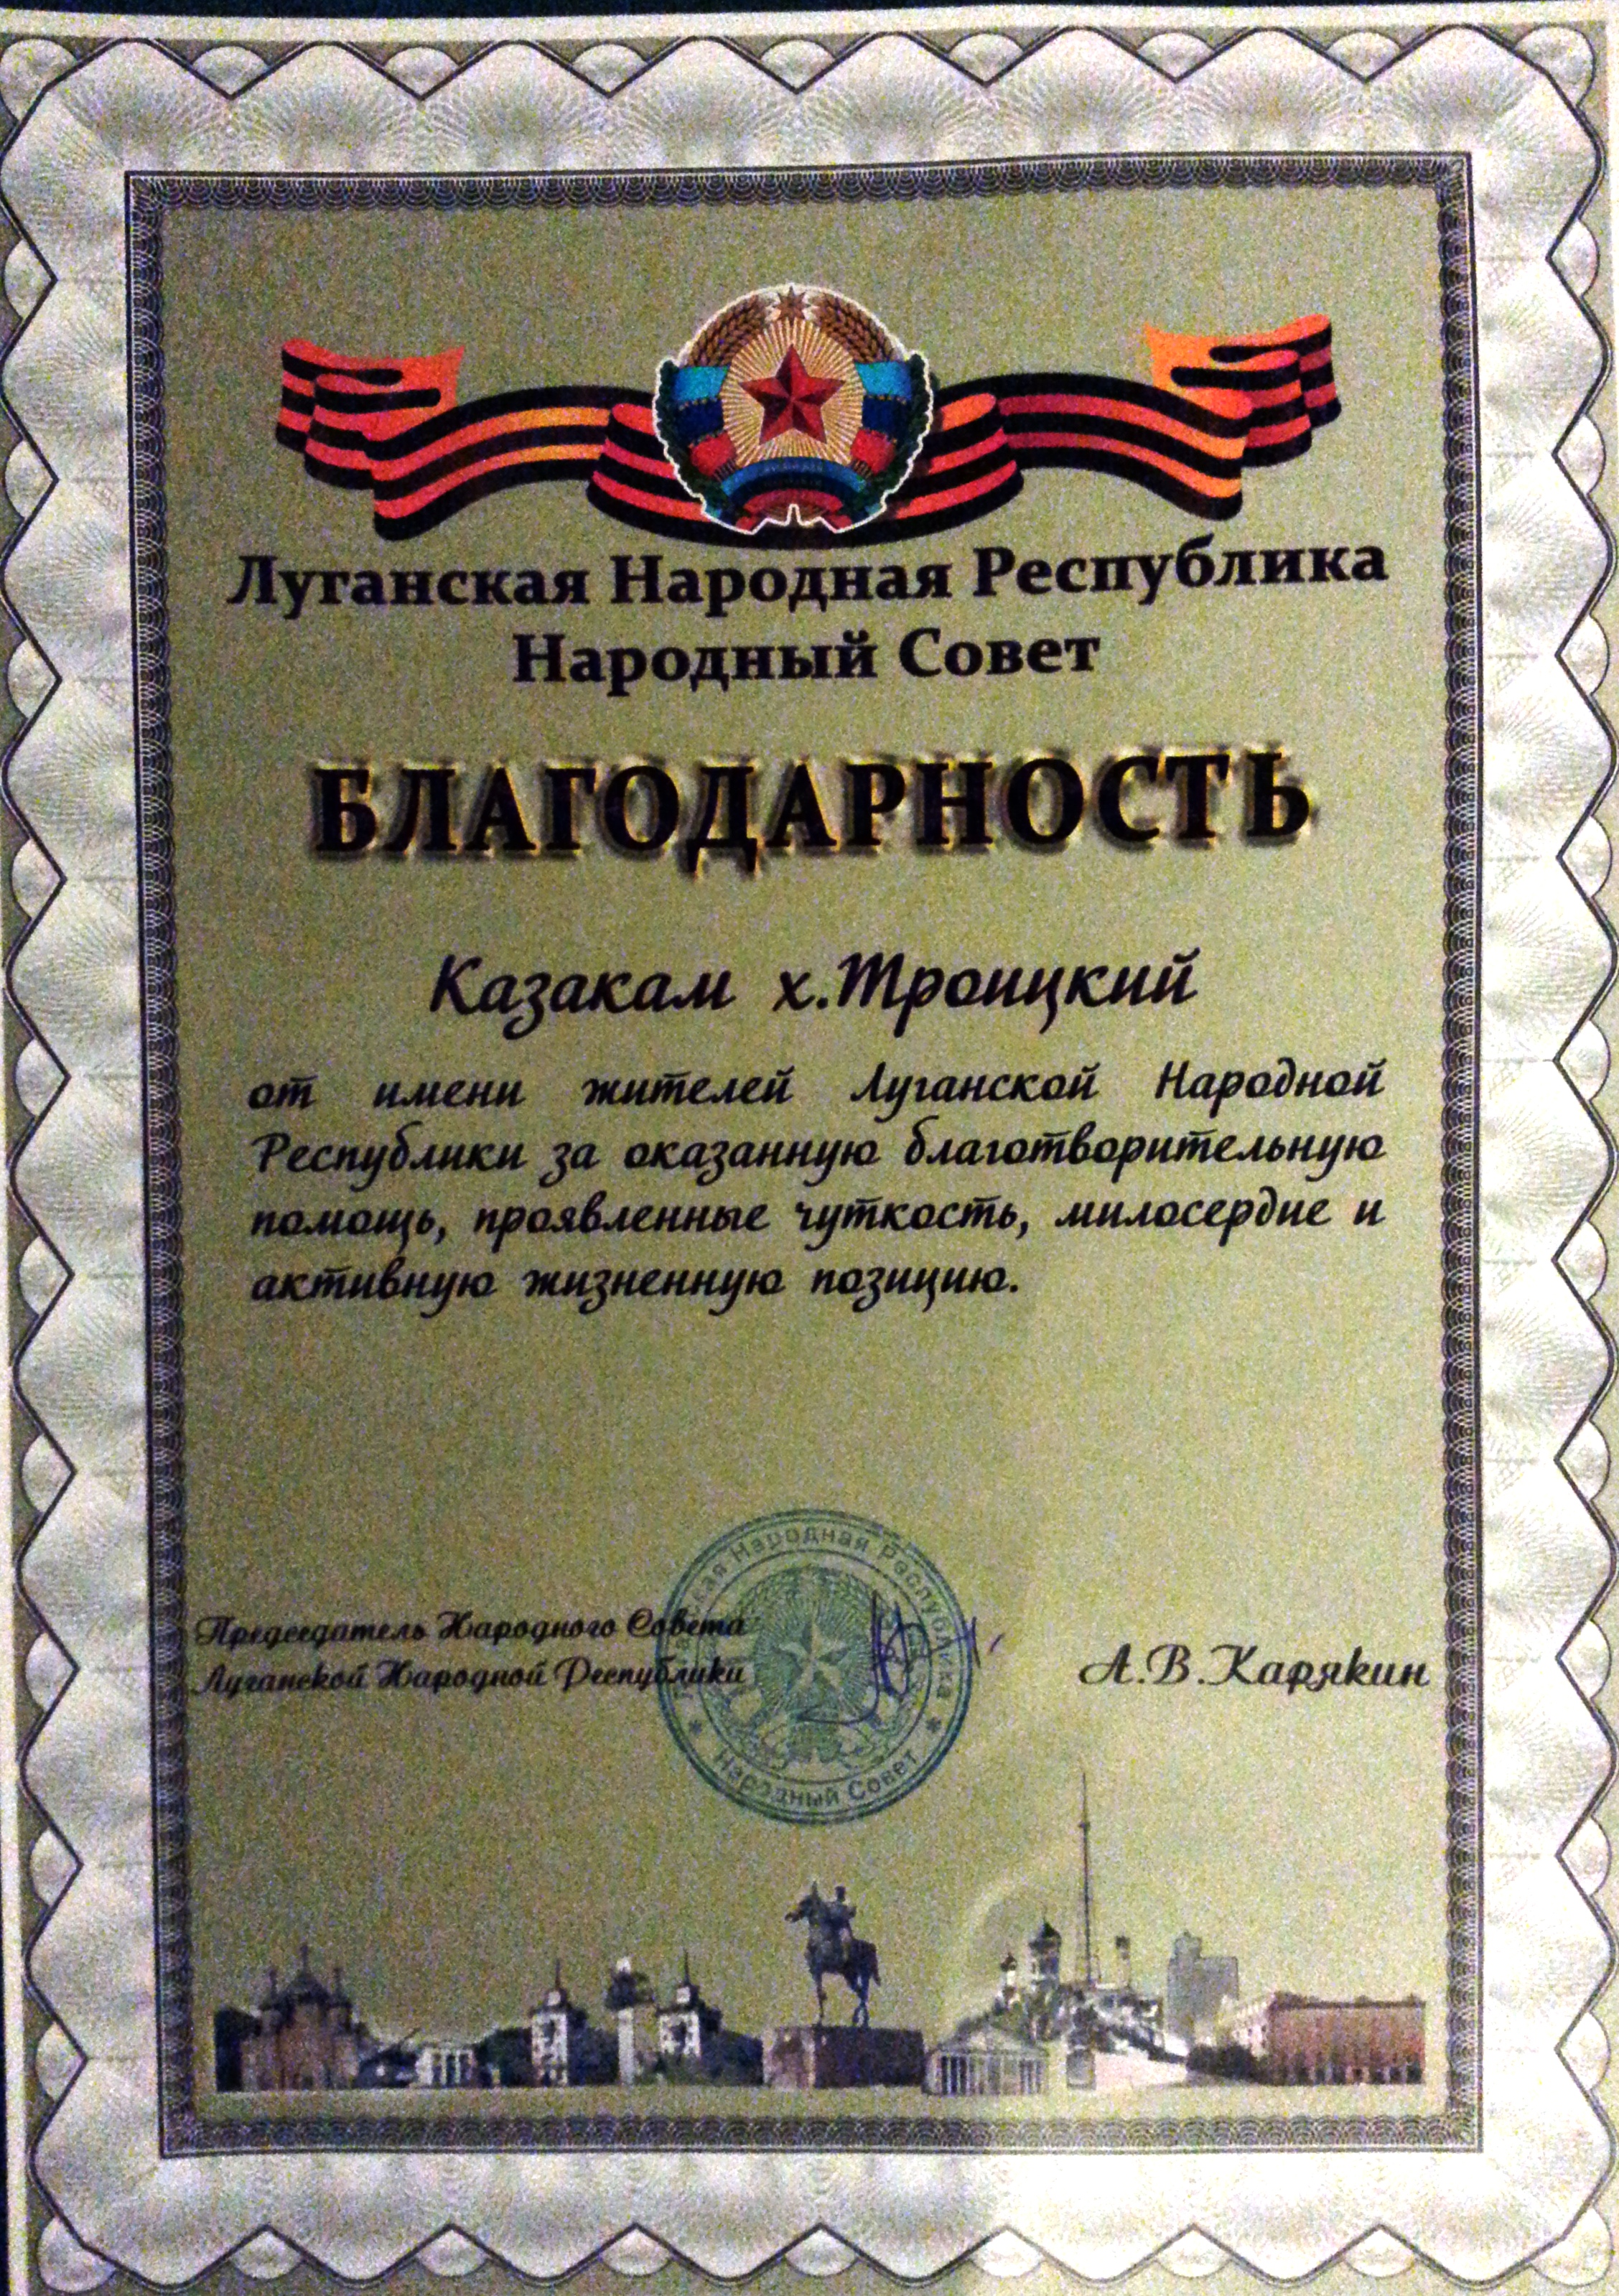 Луганская Народная Республика
Народный Совет
БЛАГОДАРНОСТЬ
Казакам х.Троицкий
от имени жителей Луганской Народной
Республики за оказанную благотворительную
помощь, проявленные чуткость, милосердие и
активную жизненную позицию.
Председатель Народного Совета
Луганской Народной Республики
А.В.Карякин
Луганская Народная Республика
* Народный Совет *